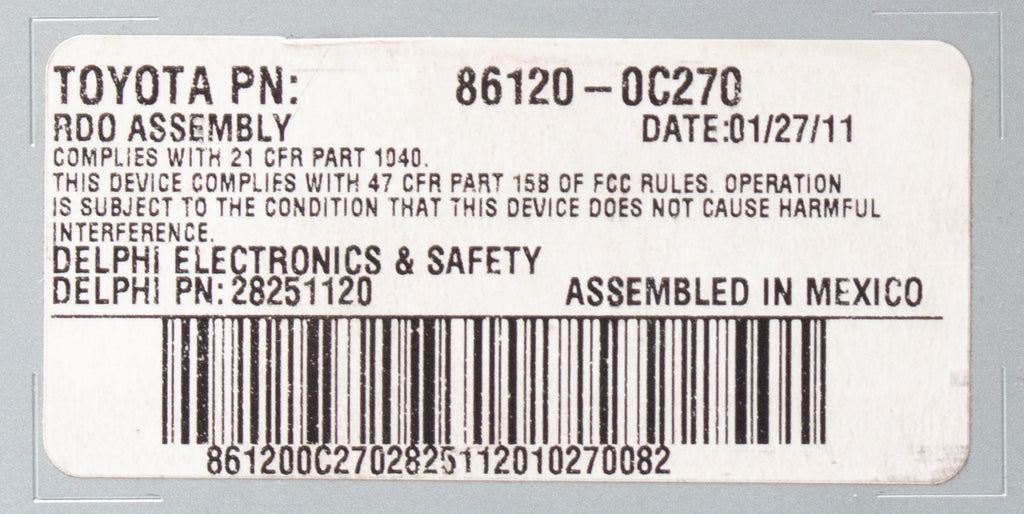 TOYOTA PN: 86120-0C270
RDO ASSEMBLY DATE:01/27/11
COMPLIES WITH 21 CFR PART 1040.
THIS DEVICE COMPLIES WITH 47 CFR PART 15B OF FCC RULES. OPERATION
IS SUBJECT TO THE CONDITION THAT THIS DEVICE DOES NOT CAUSE HARMFUL
INTERFERENCE.
DELPHI ELECTRONICS & SAFETY
DELPHI PN: 28251120 ASSEMBLED IN MEXICO
861200C2702825112010270082